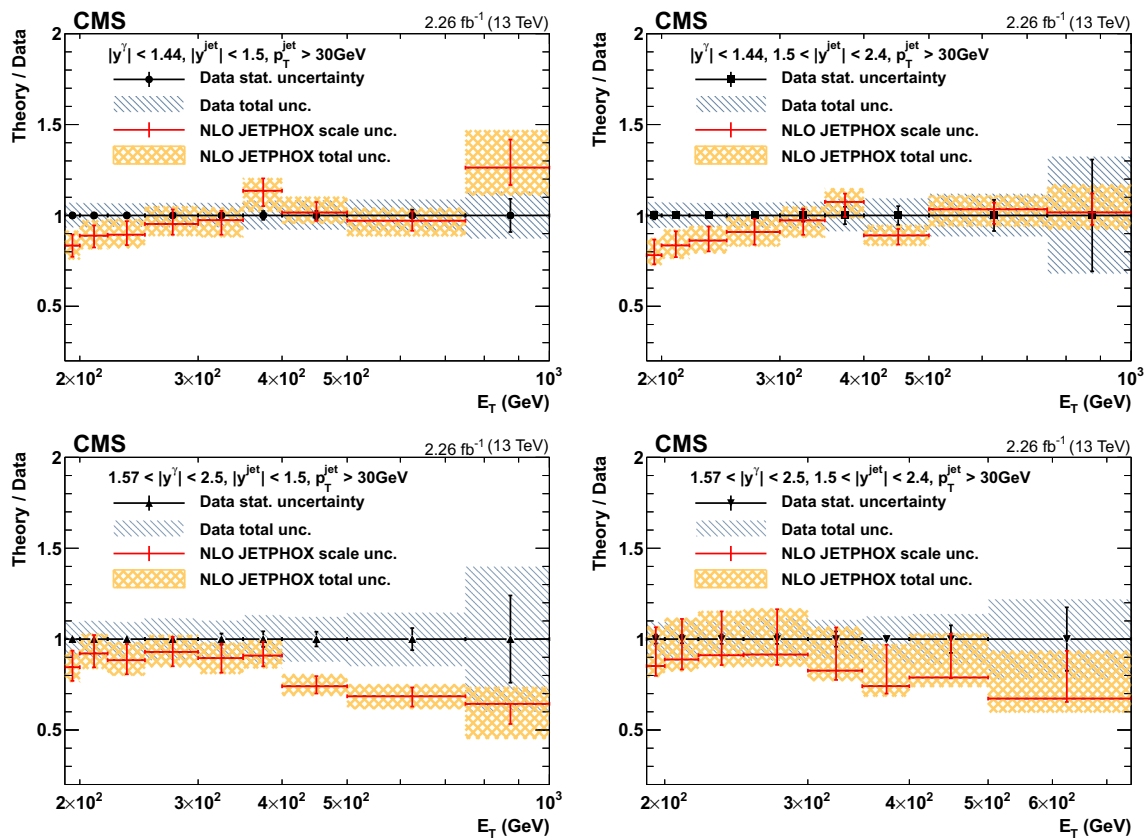 CMS 2.26 fb⁻¹ (13 TeV)
|y^γ| < 1.44, |y^jet| < 1.5, p_T^jet > 30GeV
Data stat. uncertainty
Data total unc.
NLO JETPHOX scale unc.
NLO JETPHOX total unc.
Theory / Data
2
1.5
1
0.5
2×10² 3×10² 4×10² 5×10² 10³
E_T (GeV)
CMS 2.26 fb⁻¹ (13 TeV)
|y^γ| < 1.44, 1.5 < |y^jet| < 2.4, p_T^jet > 30GeV
Data stat. uncertainty
Data total unc.
NLO JETPHOX scale unc.
NLO JETPHOX total unc.
Theory / Data
2
1.5
1
0.5
2×10² 3×10² 4×10² 5×10² 10³
E_T (GeV)
CMS 2.26 fb⁻¹ (13 TeV)
1.57 < |y^γ| < 2.5, |y^jet| < 1.5, p_T^jet > 30GeV
Data stat. uncertainty
Data total unc.
NLO JETPHOX scale unc.
NLO JETPHOX total unc.
Theory / Data
2
1.5
1
0.5
2×10² 3×10² 4×10² 5×10² 10³
E_T (GeV)
CMS 2.26 fb⁻¹ (13 TeV)
1.57 < |y^γ| < 2.5, 1.5 < |y^jet| < 2.4, p_T^jet > 30GeV
Data stat. uncertainty
Data total unc.
NLO JETPHOX scale unc.
NLO JETPHOX total unc.
Theory / Data
2
1.5
1
0.5
2×10² 3×10² 4×10² 5×10² 6×10²
E_T (GeV)